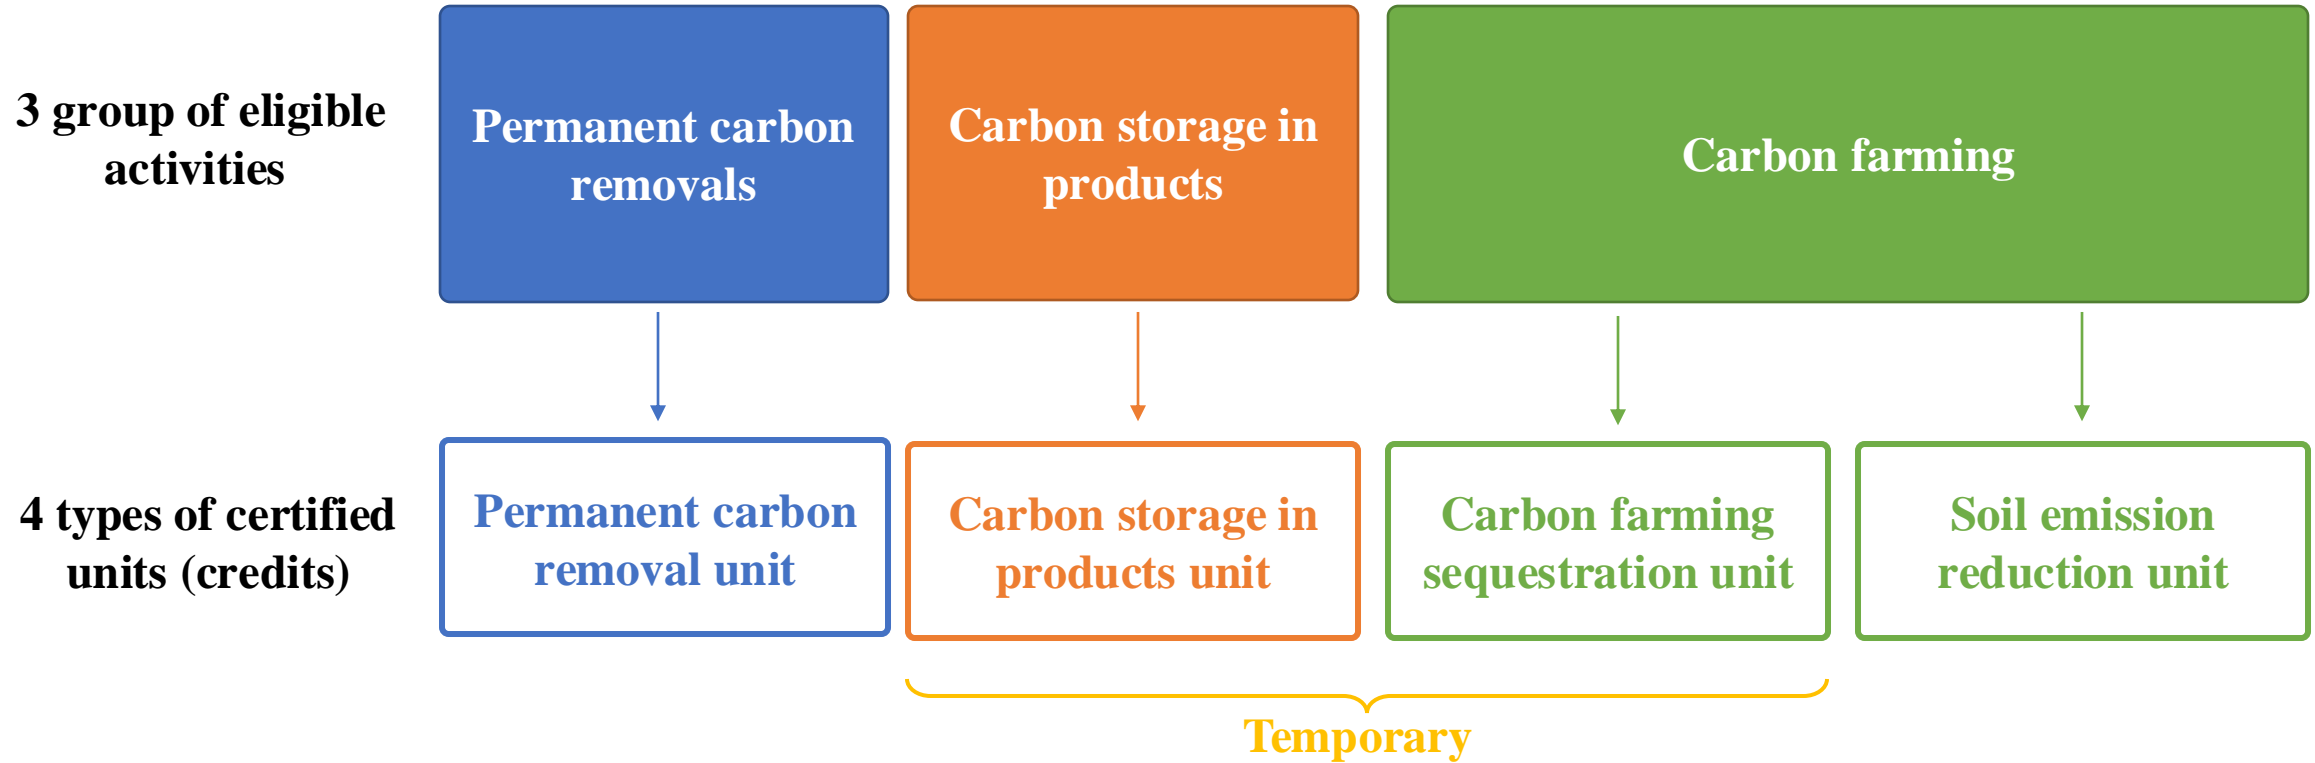 3 group of eligible
activities
Permanent carbon
removals
Carbon storage in
products
Carbon farming
4 types of certified
units (credits)
Permanent carbon
removal unit
Carbon storage in
products unit
Carbon farming
sequestration unit
Soil emission
reduction unit
Temporary